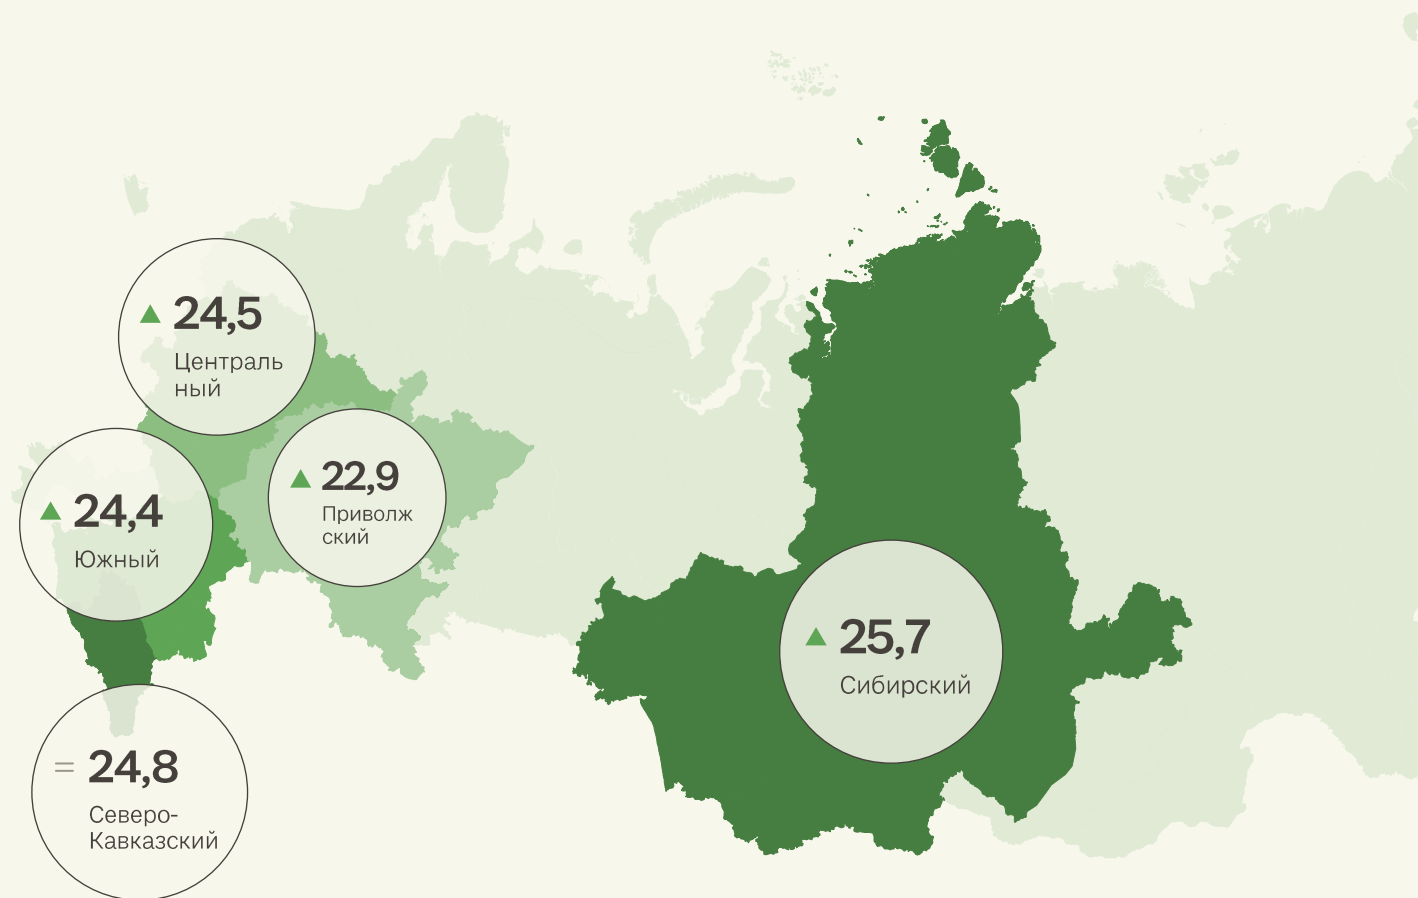 24,5
Централь
ный
22,9
Приволж
ский
24,4
Южный
25,7
Сибирский
= 24,8
Северо-
Кавказский